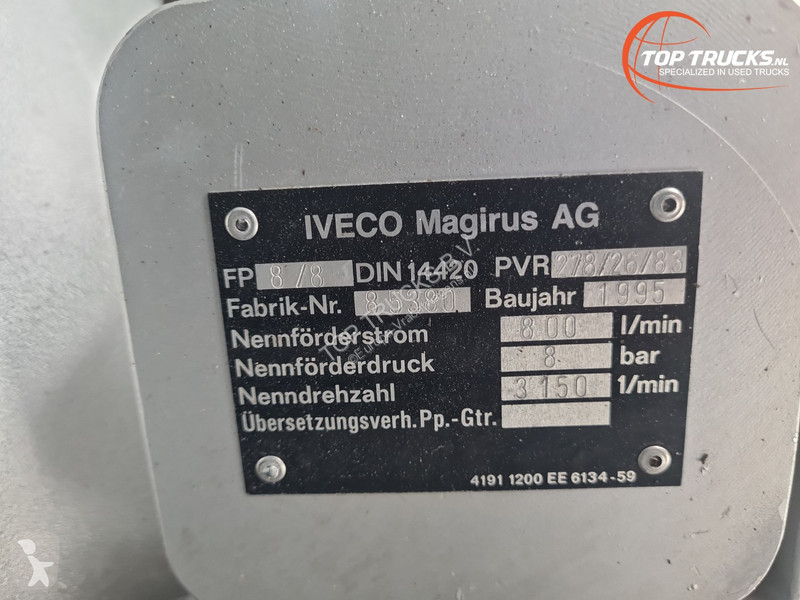 TOP TRUCKS.NL
SPECIALIZED IN USED TRUCKS
IVECO Magirus AG
FP 8/8 DIN 14420 PVR 278/26/83
Fabrik-Nr. 85380 Baujahr 1995
Nennförderstrom 800 l/min
Nennförderdruck 8 bar
Nenndrehzahl 3150 1/min
Übersetzungsverh.Pp.-Gtr.
4191 1200 EE 6134-59
TOP TRUCKS B.V.